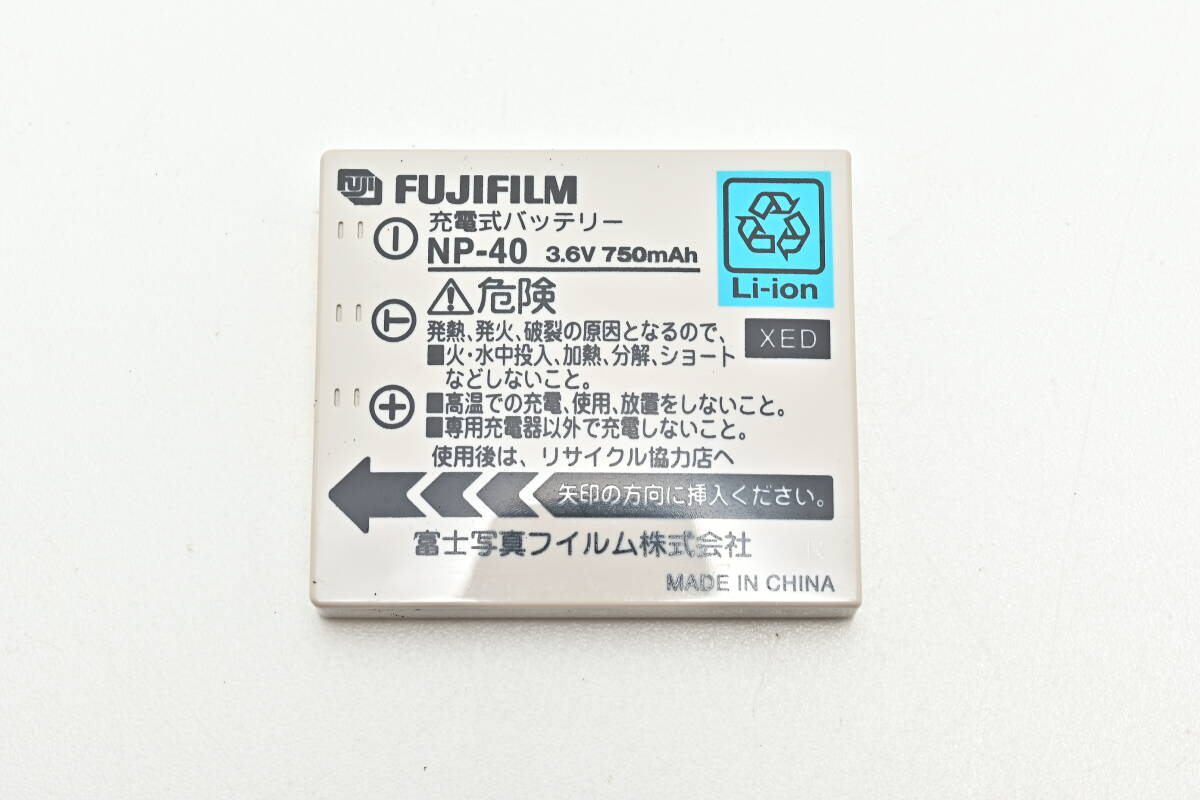 FUJI FUJIFILM
充電式バッテリー
NP-40 3.6V 750mAh
Li-ion
危険
XED
発熱、発火、破裂の原因となるので、
■火・水中投入、加熱、分解、ショート
などしないこと。
■高温での充電、使用、放置をしないこと。
■専用充電器以外で充電しないこと。
使用後は、リサイクル協力店へ
矢印の方向に挿入ください。
富士写真フイルム株式会社
MADE IN CHINA